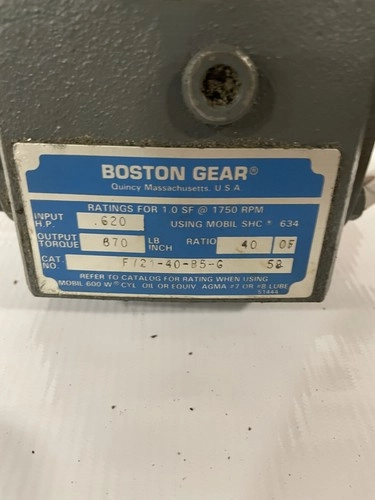 BOSTON GEAR®
Quincy Massachusetts, U.S.A.
RATINGS FOR 1.0 SF @ 1750 RPM
INPUT H.P. .620 USING MOBIL SHC® 634
OUTPUT TORQUE 670 LB INCH RATIO 40 05
CAT. NO. F721-40-B5-G
REFER TO CATALOG FOR RATING WHEN USING
MOBIL 600 W® CYL OIL OR EQUIV. AGMA #7 OR #8 LUBE
57444